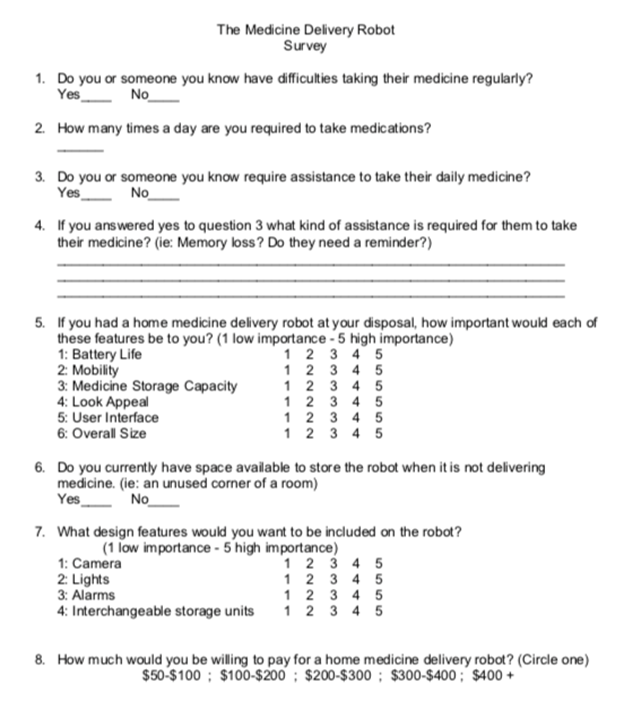 The Medicine Delivery Robot
Survey
1. Do you or someone you know have difficulties taking their medicine regularly?
Yes____ No____
2. How many times a day are you required to take medications?
______
3. Do you or someone you know require assistance to take their daily medicine?
Yes____ No____
4. If you answered yes to question 3 what kind of assistance is required for them to take
their medicine? (ie: Memory loss? Do they need a reminder?)
5. If you had a home medicine delivery robot at your disposal, how important would each of
these features be to you? (1 low importance - 5 high importance)
1: Battery Life 1 2 3 4 5
2: Mobility 1 2 3 4 5
3: Medicine Storage Capacity 1 2 3 4 5
4: Look Appeal 1 2 3 4 5
5: User Interface 1 2 3 4 5
6: Overall Size 1 2 3 4 5
6. Do you currently have space available to store the robot when it is not delivering
medicine. (ie: an unused corner of a room)
Yes____ No____
7. What design features would you want to be included on the robot?
(1 low importance - 5 high importance)
1: Camera 1 2 3 4 5
2: Lights 1 2 3 4 5
3: Alarms 1 2 3 4 5
4: Interchangeable storage units 1 2 3 4 5
8. How much would you be willing to pay for a home medicine delivery robot? (Circle one)
$50-$100 ; $100-$200 ; $200-$300 ; $300-$400 ; $400 +